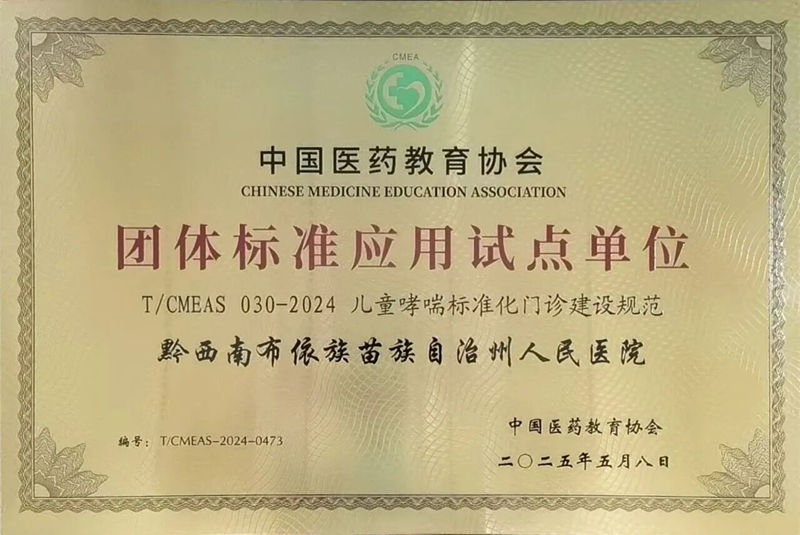 CMEA
中国医药教育协会
CHINESE MEDICINE EDUCATION ASSOCIATION
团体标准应用试点单位
T/CMEAS 030-2024 儿童哮喘标准化门诊建设规范
黔西南布依族苗族自治州人民医院
编号：T/CMEAS-2024-0473
中国医药教育协会
二〇二五年五月八日